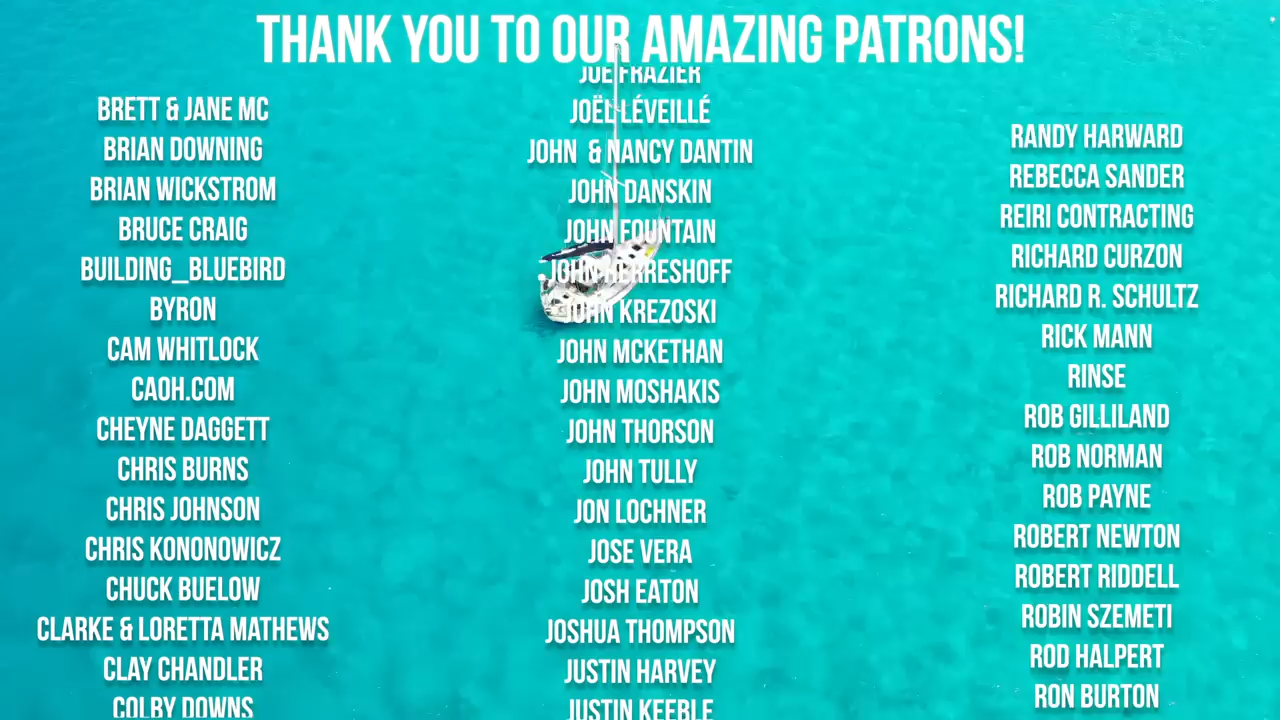 THANK YOU TO OUR AMAZING PATRONS!
BRETT & JANE MC
BRIAN DOWNING
BRIAN WICKSTROM
BRUCE CRAIG
BUILDING_BLUEBIRD
BYRON
CAM WHITLOCK
CAOH.COM
CHEYNE DAGGETT
CHRIS BURNS
CHRIS JOHNSON
CHRIS KONONOWICZ
CHUCK BUELOW
CLARKE & LORETTA MATHEWS
CLAY CHANDLER
COLBY DOWNS
JOE FRAZIER
JOËL LÉVEILLÉ
JOHN & NANCY DANTIN
JOHN DANSKIN
JOHN FOUNTAIN
JOHN HERRESHOFF
JOHN KREZOSKI
JOHN MCKETHAN
JOHN MOSHAKIS
JOHN THORSON
JOHN TULLY
JON LOCHNER
JOSE VERA
JOSH EATON
JOSHUA THOMPSON
JUSTIN HARVEY
JUSTIN KEEBLE
RANDY HARWARD
REBECCA SANDER
REIRI CONTRACTING
RICHARD CURZON
RICHARD R. SCHULTZ
RICK MANN
RINSE
ROB GILLILAND
ROB NORMAN
ROB PAYNE
ROBERT NEWTON
ROBERT RIDDELL
ROBIN SZEMETI
ROD HALPERT
RON BURTON